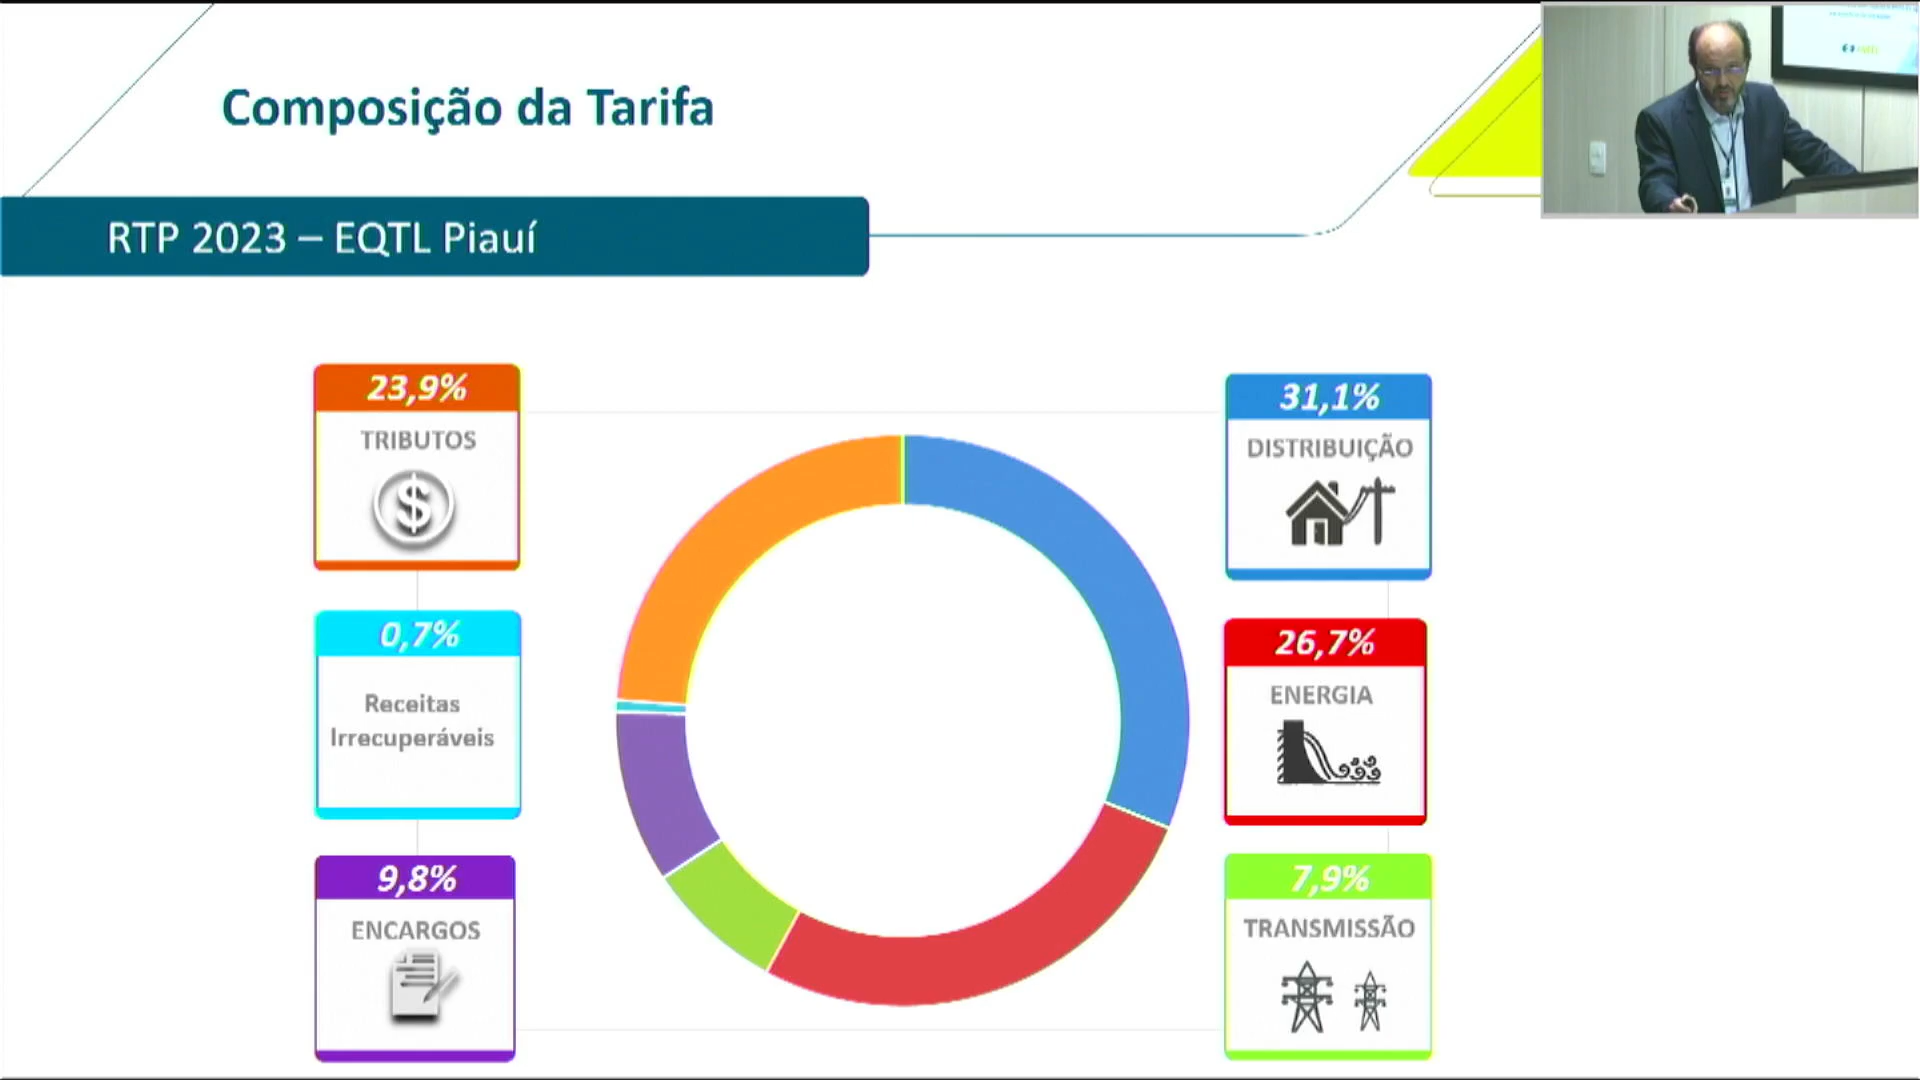 Composição da Tarifa
RTP 2023 – EQTL Piauí
23,9%
TRIBUTOS
$
0,7%
Receitas
Irrecuperáveis
9,8%
ENCARGOS
31,1%
DISTRIBUIÇÃO
26,7%
ENERGIA
7,9%
TRANSMISSÃO